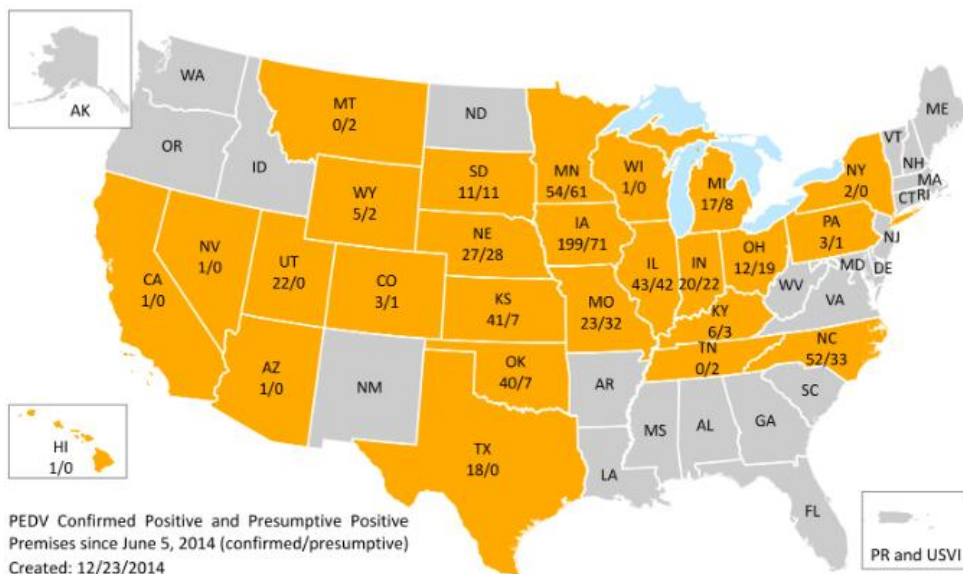 AK
WA
OR
ID
MT
0/2
ND
SD
11/11
WY
5/2
NE
27/28
MN
54/61
WI
1/0
MI
17/8
IA
199/71
NV
1/0
CA
1/0
UT
22/0
CO
3/1
KS
41/7
MO
23/32
IL
43/42
IN
20/22
OH
12/19
KY
6/3
TN
0/2
NC
52/33
NY
2/0
PA
3/1
VT
NH
ME
MA
CT RI
NJ
MD DE
WV
VA
AZ
1/0
NM
OK
40/7
TX
18/0
AR
LA
MS
AL
GA
SC
FL
HI
1/0
PR and USVI
PEDV Confirmed Positive and Presumptive Positive
Premises since June 5, 2014 (confirmed/presumptive)
Created: 12/23/2014